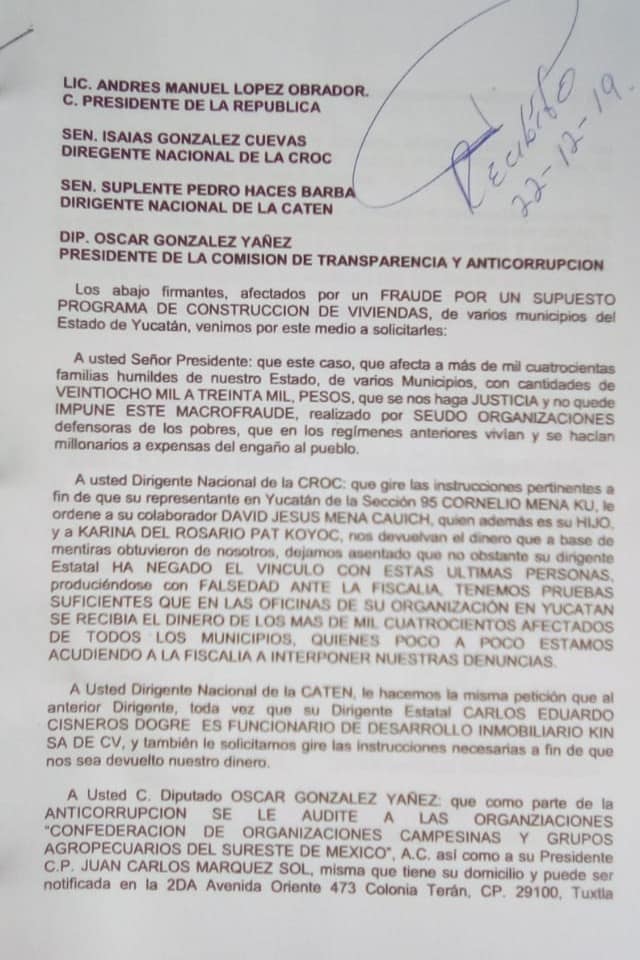 LIC. ANDRES MANUEL LOPEZ OBRADOR.
C. PRESIDENTE DE LA REPUBLICA
Recibido
22-12-19.
SEN. ISAIAS GONZALEZ CUEVAS
DIREGENTE NACIONAL DE LA CROC
SEN. SUPLENTE PEDRO HACES BARBA
DIRIGENTE NACIONAL DE LA CATEN
DIP. OSCAR GONZALEZ YAÑEZ
PRESIDENTE DE LA COMISION DE TRANSPARENCIA Y ANTICORRUPCION
Los abajo firmantes, afectados por un FRAUDE POR UN SUPUESTO
PROGRAMA DE CONSTRUCCION DE VIVIENDAS, de varios municipios del
Estado de Yucatán, venimos por este medio a solicitarles:
A usted Señor Presidente: que este caso, que afecta a más de mil cuatrocientas
familias humildes de nuestro Estado, de varios Municipios, con cantidades de
VEINTIOCHO MIL A TREINTA MIL, PESOS, que se nos haga JUSTICIA y no quede
IMPUNE ESTE MACROFRAUDE, realizado por SEUDO ORGANIZACIONES
defensoras de los pobres, que en los regímenes anteriores vivían y se hacían
millonarios a expensas del engaño al pueblo.
A usted Dirigente Nacional de la CROC: que gire las instrucciones pertinentes a
fin de que su representante en Yucatán de la Sección 95 CORNELIO MENA KU, le
ordene a su colaborador DAVID JESUS MENA CAUICH, quien además es su HIJO,
y a KARINA DEL ROSARIO PAT KOYOC, nos devuelvan el dinero que a base de
mentiras obtuvieron de nosotros, dejamos asentado que no obstante su dirigente
Estatal HA NEGADO EL VINCULO CON ESTAS ULTIMAS PERSONAS,
produciéndose con FALSEDAD ANTE LA FISCALIA, TENEMOS PRUEBAS
SUFICIENTES QUE EN LAS OFICINAS DE SU ORGANIZACIÓN EN YUCATAN
SE RECIBIA EL DINERO DE LOS MAS DE MIL CUATROCIENTOS AFECTADOS
DE TODOS LOS MUNICIPIOS, QUIENES POCO A POCO ESTAMOS
ACUDIENDO A LA FISCALIA A INTERPONER NUESTRAS DENUNCIAS.
A Usted Dirigente Nacional de la CATEN, le hacemos la misma petición que al
anterior Dirigente, toda vez que su Dirigente Estatal CARLOS EDUARDO
CISNEROS DOGRE ES FUNCIONARIO DE DESARROLLO INMOBILIARIO KIN
SA DE CV, y también le solicitamos gire las instrucciones necesarias a fin de que
nos sea devuelto nuestro dinero.
A Usted C. Diputado OSCAR GONZALEZ YAÑEZ: que como parte de la
ANTICORRUPCION SE LE AUDITE A LAS ORGANZIACIONES
"CONFEDERACION DE ORGANIZACIONES CAMPESINAS Y GRUPOS
AGROPECUARIOS DEL SURESTE DE MEXICO", A.C. así como a su Presidente
C.P. JUAN CARLOS MARQUEZ SOL, misma que tiene su domicilio y puede ser
notificada en la 2DA Avenida Oriente 473 Colonia Terán, CP. 29100, Tuxtla